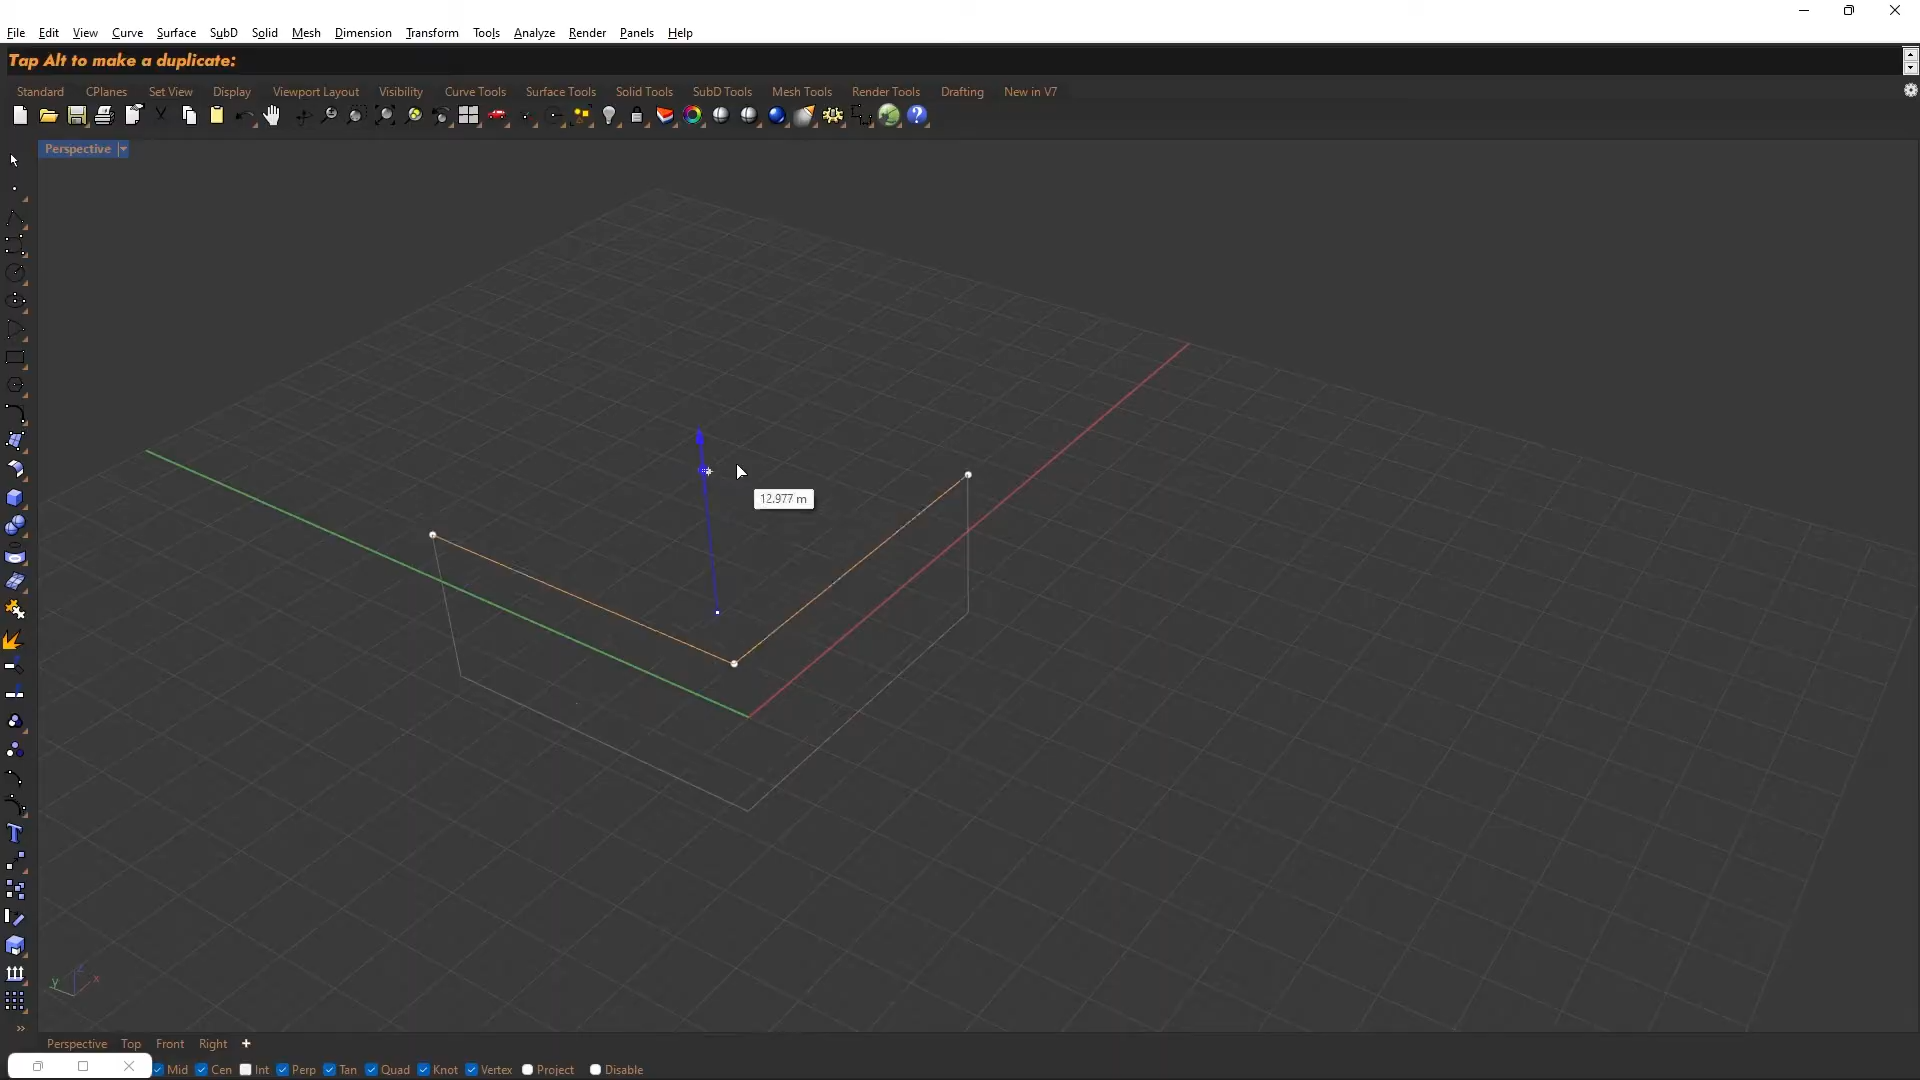 File Edit View Curve Surface SubD Solid Mesh Dimension Transform Tools Analyze Render Panels Help
Tap Alt to make a duplicate:
Standard CPlanes Set View Display Viewport Layout Visibility Curve Tools Surface Tools Solid Tools SubD Tools Mesh Tools Render Tools Drafting New in V7
Perspective
12.977 m
z
y x
Perspective Top Front Right
Mid Cen Int Perp Tan Quad Knot Vertex Project Disable